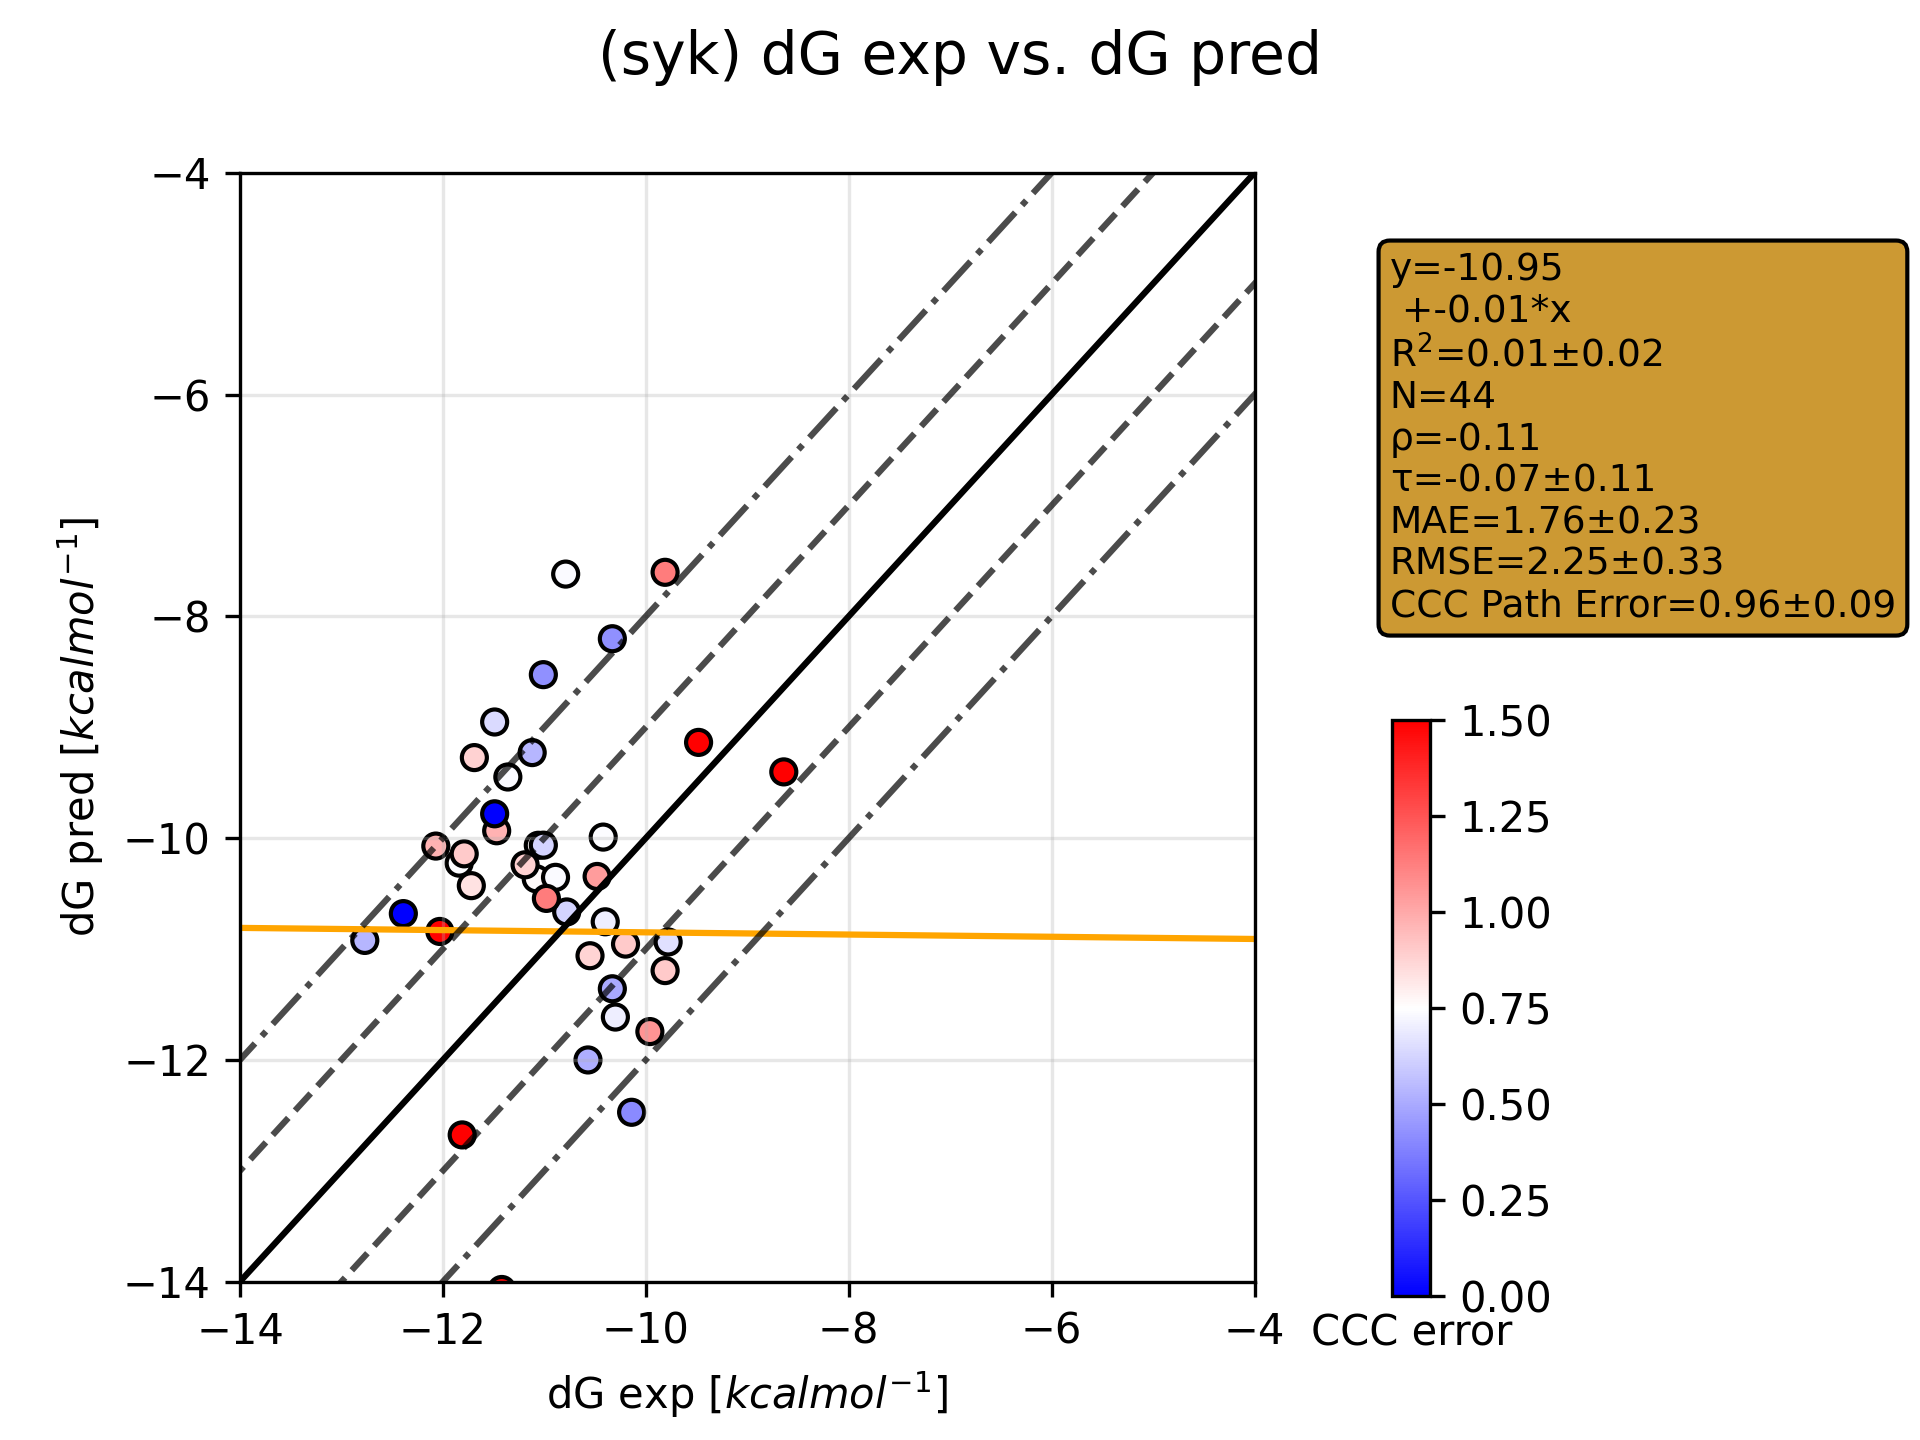 (syk) dG exp vs. dG pred
−4
−6
−8
−10
−12
−14
dG pred [kcalmol⁻¹]
−14 −12 −10 −8 −6 −4
dG exp [kcalmol⁻¹]
y=-10.95
+-0.01*x
R²=0.01±0.02
N=44
ρ=-0.11
τ=-0.07±0.11
MAE=1.76±0.23
RMSE=2.25±0.33
CCC Path Error=0.96±0.09
1.50
1.25
1.00
0.75
0.50
0.25
0.00
CCC error